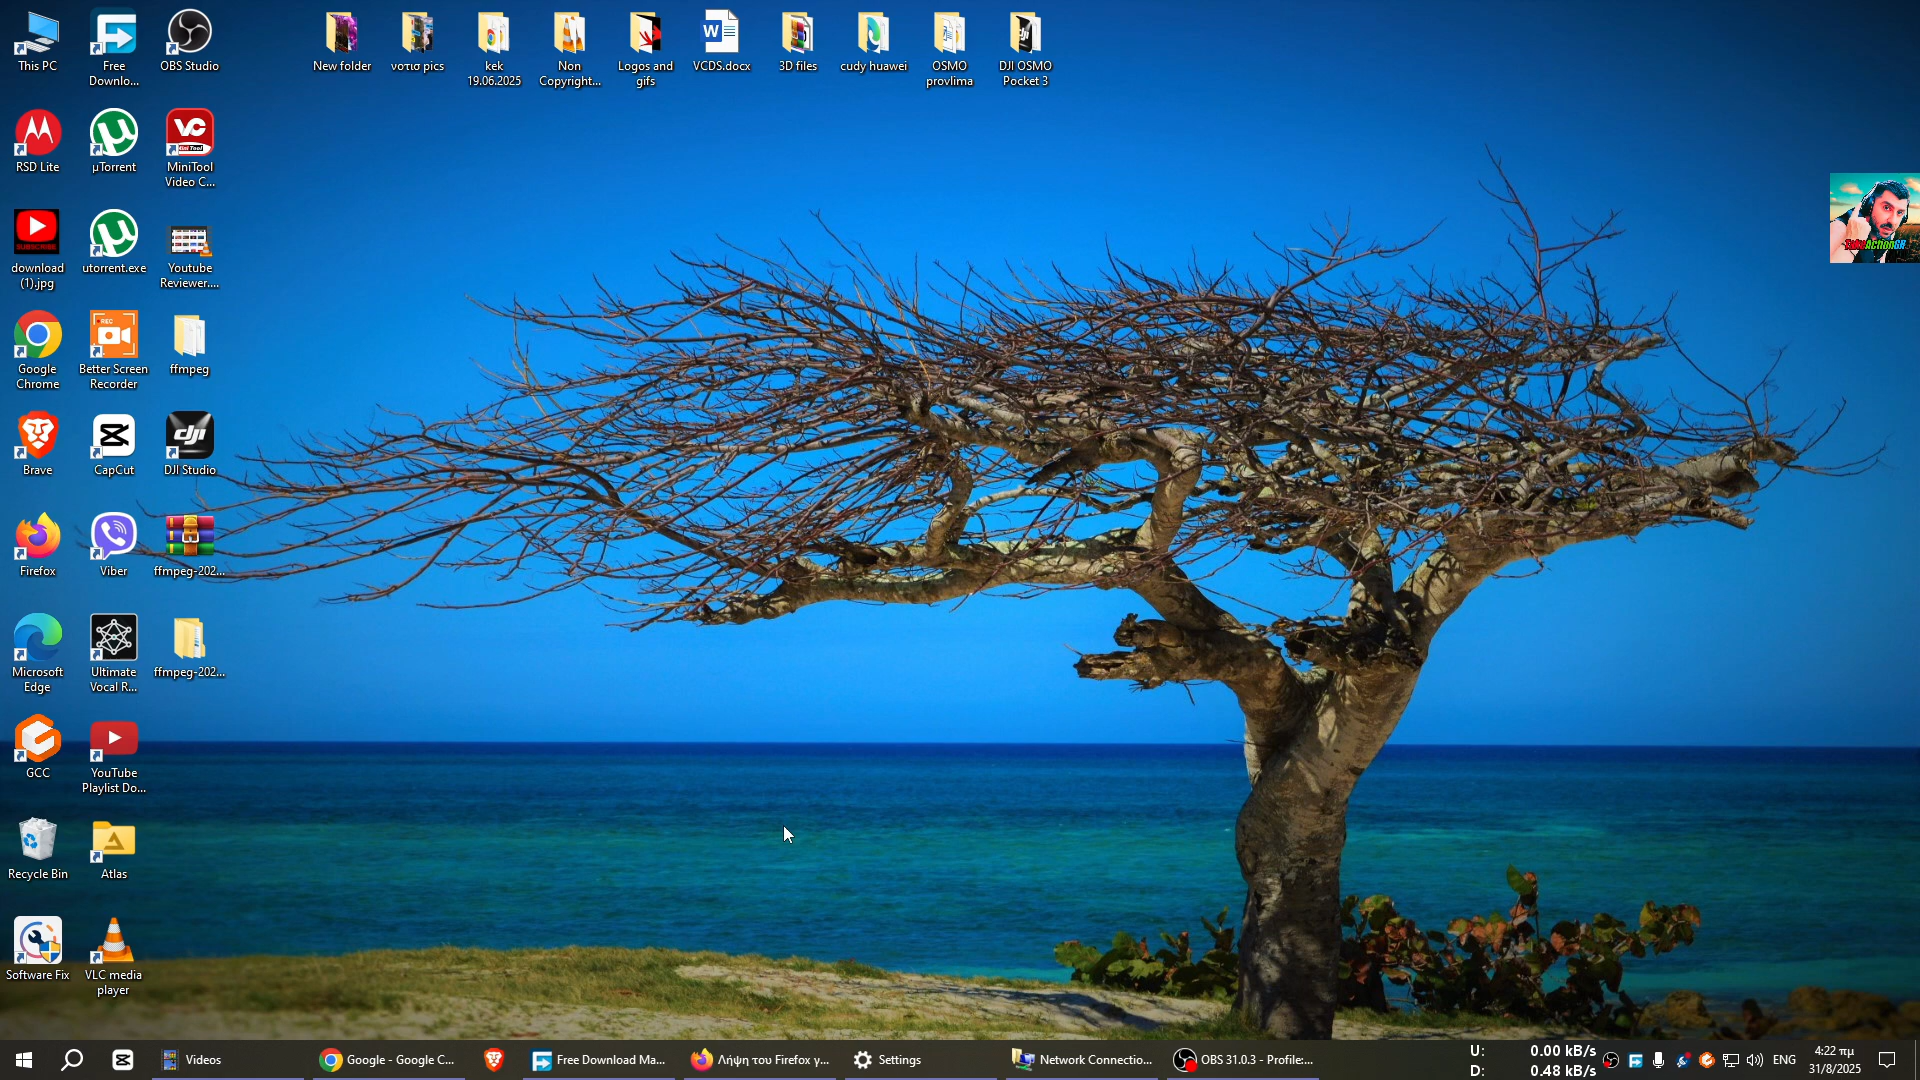 This PC
Free
Downlo...
OBS Studio
New folder
νοτισ pics
kek
19.06.2025
Non
Copyright...
Logos and
gifs
VCDS.docx
3D files
cudy huawei
OSMO
provlima
DJI OSMO
Pocket 3
RSD Lite
µTorrent
MiniTool
Video C...
download
(1).jpg
utorrent.exe
Youtube
Reviewer....
Google
Chrome
Better Screen
Recorder
ffmpeg
Brave
CapCut
DJI Studio
Firefox
Viber
ffmpeg-202...
Microsoft
Edge
Ultimate
Vocal R...
ffmpeg-202...
GCC
YouTube
Playlist Do...
Recycle Bin
Atlas
Software Fix
VLC media
player
Videos
Google - Google C...
Free Download Ma...
Λήψη του Firefox γ...
Settings
Network Connectio...
OBS 31.0.3 - Profile:...
U: 0.00 kB/s
D: 0.48 kB/s
ENG
4:22 πμ
31/8/2025